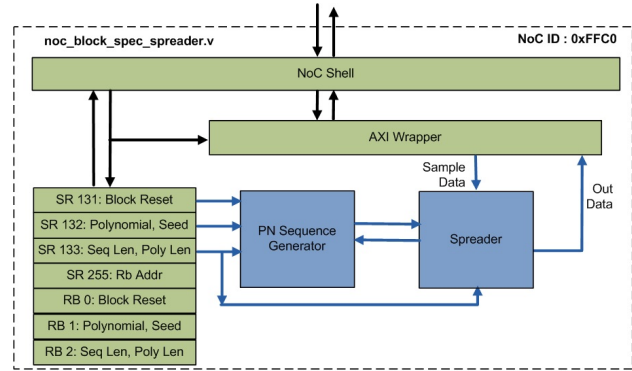 noc_block_spec_spreader.v
NoC ID : 0xFFC0
NoC Shell
AXI Wrapper
Sample
Data
Out
Data
SR 131: Block Reset
SR 132: Polynomial, Seed
SR 133: Seq Len, Poly Len
SR 255: Rb Addr
RB 0: Block Reset
RB 1: Polynomial, Seed
RB 2: Seq Len, Poly Len
PN Sequence
Generator
Spreader